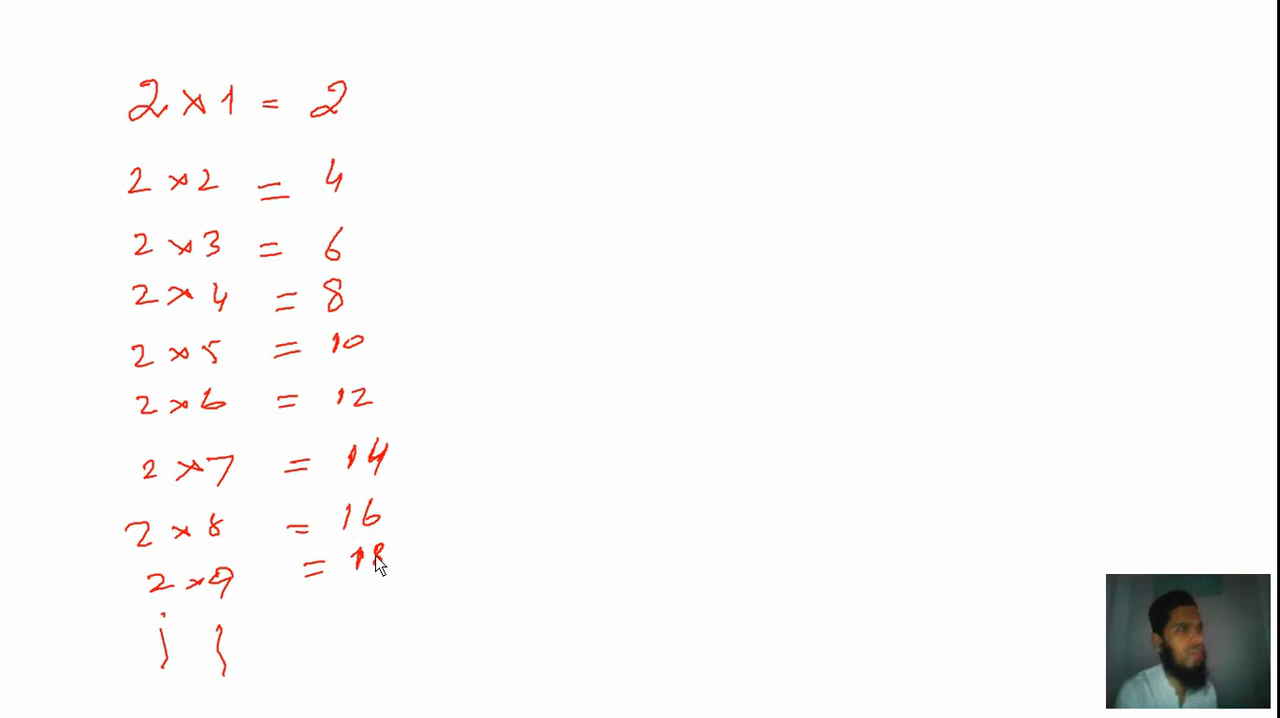 2 × 1 = 2
2 × 2 = 4
2 × 3 = 6
2 × 4 = 8
2 × 5 = 10
2 × 6 = 12
2 × 7 = 14
2 × 8 = 16
2 × 9 = 18